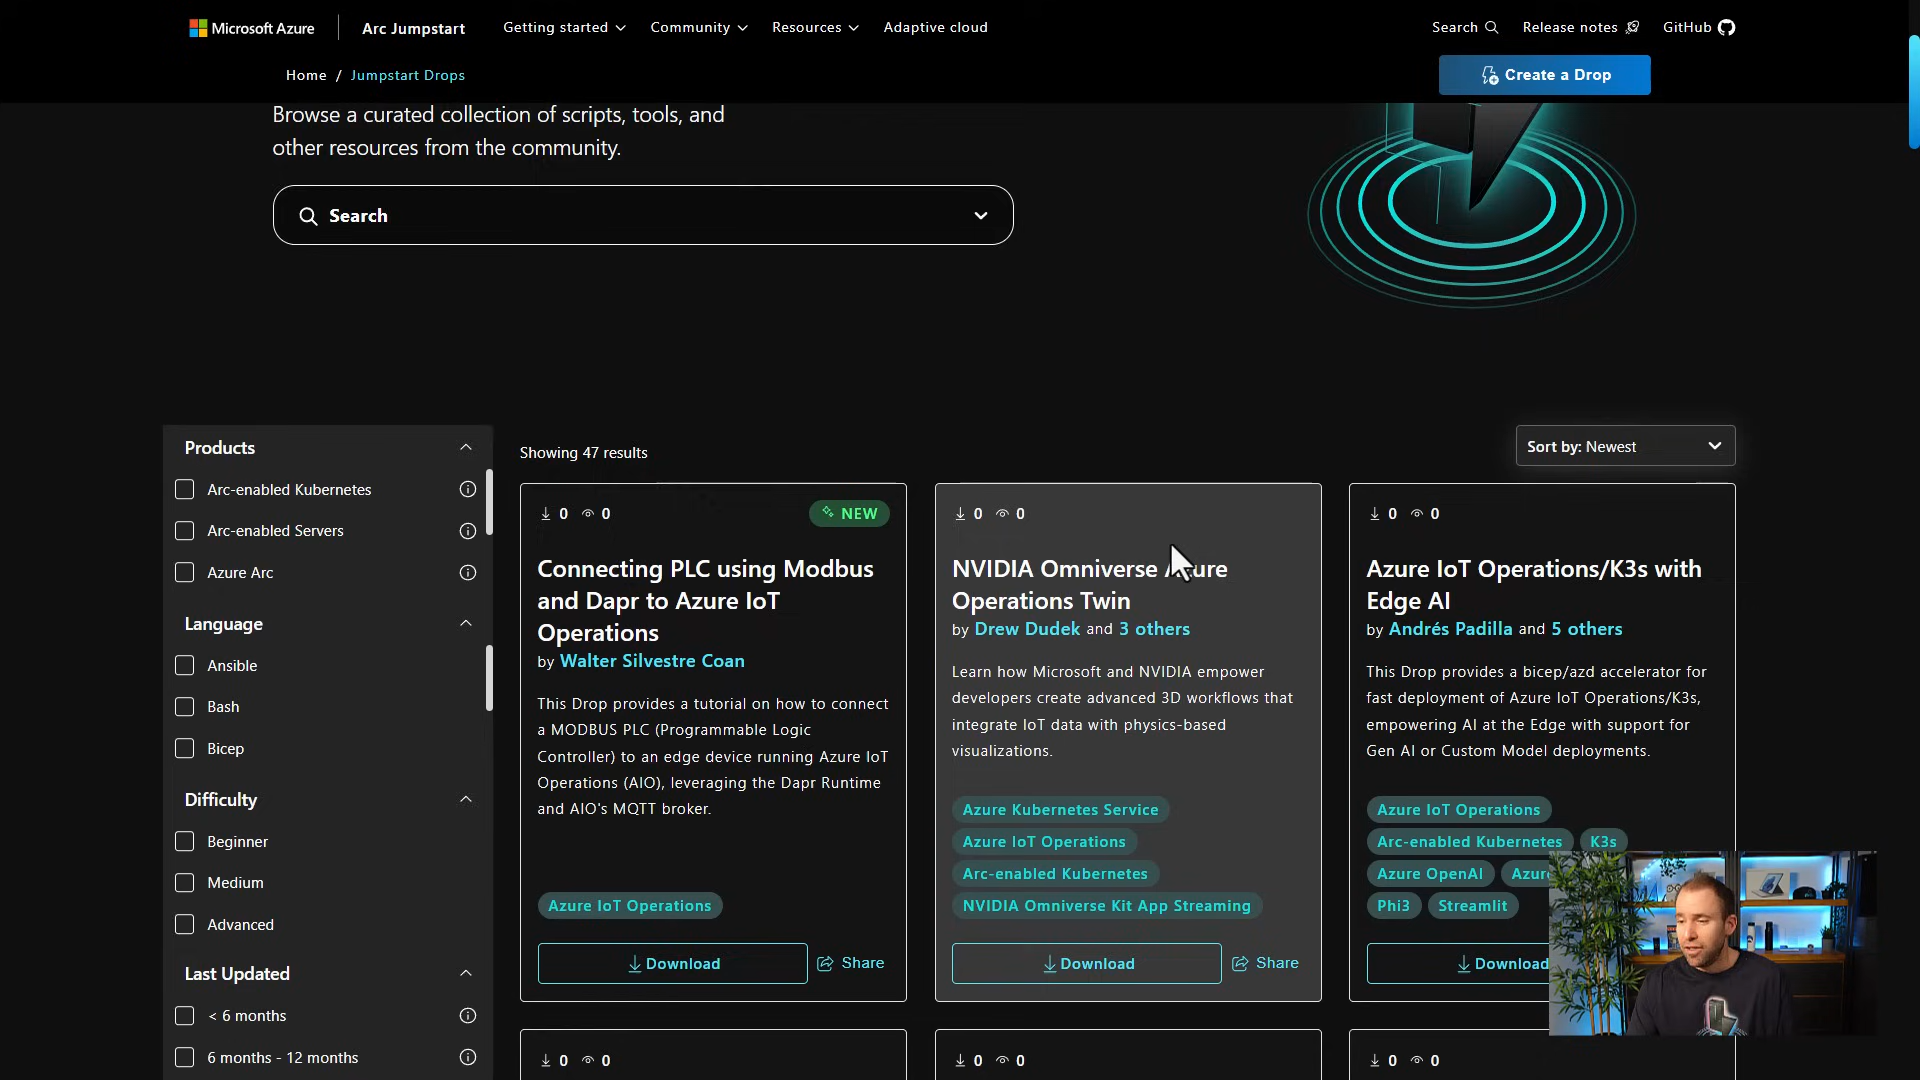 Microsoft Azure Arc Jumpstart Getting started Community Resources Adaptive cloud Search Release notes GitHub
Home / Jumpstart Drops Create a Drop
Browse a curated collection of scripts, tools, and
other resources from the community.
Search
Products
Arc-enabled Kubernetes
Arc-enabled Servers
Azure Arc
Language
Ansible
Bash
Bicep
Difficulty
Beginner
Medium
Advanced
Last Updated
< 6 months
6 months - 12 months
Showing 47 results
Sort by: Newest
0 0 NEW
Connecting PLC using Modbus
and Dapr to Azure IoT
Operations
by Walter Silvestre Coan
This Drop provides a tutorial on how to connect
a MODBUS PLC (Programmable Logic
Controller) to an edge device running Azure IoT
Operations (AIO), leveraging the Dapr Runtime
and AIO's MQTT broker.
Azure IoT Operations
Download Share
0 0
NVIDIA Omniverse
Operations Twin
by Drew Dudek and 3 others
Learn how Microsoft and NVIDIA empower
developers create advanced 3D workflows that
integrate IoT data with physics-based
visualizations.
Azure Kubernetes Service
Azure IoT Operations
Arc-enabled Kubernetes
NVIDIA Omniverse Kit App Streaming
Download Share
0 0
Azure IoT Operations/K3s with
Edge AI
by Andrés Padilla and 5 others
This Drop provides a bicep/azd accelerator for
fast deployment of Azure IoT Operations/K3s,
empowering AI at the Edge with support for
Gen AI or Custom Model deployments.
Azure IoT Operations
Arc-enabled Kubernetes K3s
Azure OpenAI
Phi3 Streamlit
Download
0 0
0 0
0 0